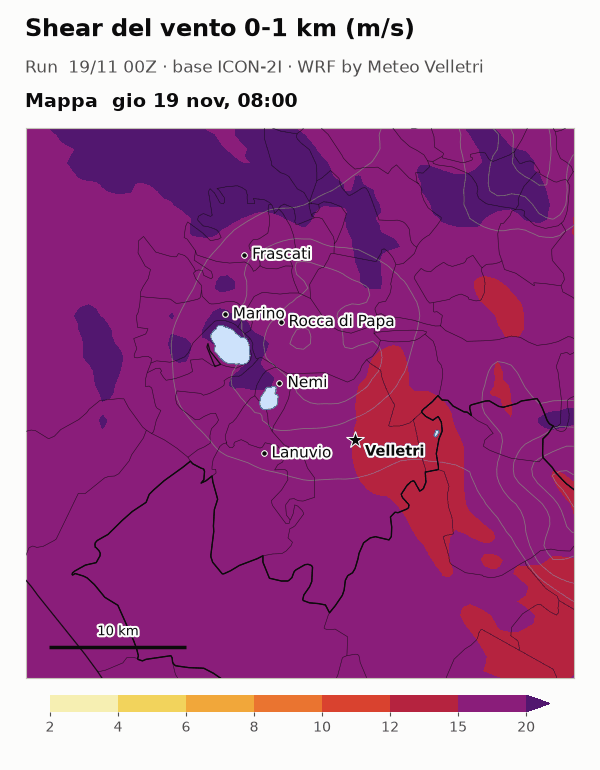 Shear del vento 0-1 km (m/s)
Run 19/11 00Z · base ICON-2I · WRF by Meteo Velletri
Mappa gio 19 nov, 08:00
Frascati
Marino
Rocca di Papa
Nemi
Velletri
Lanuvio
10 km
2 4 6 8 10 12 15 20